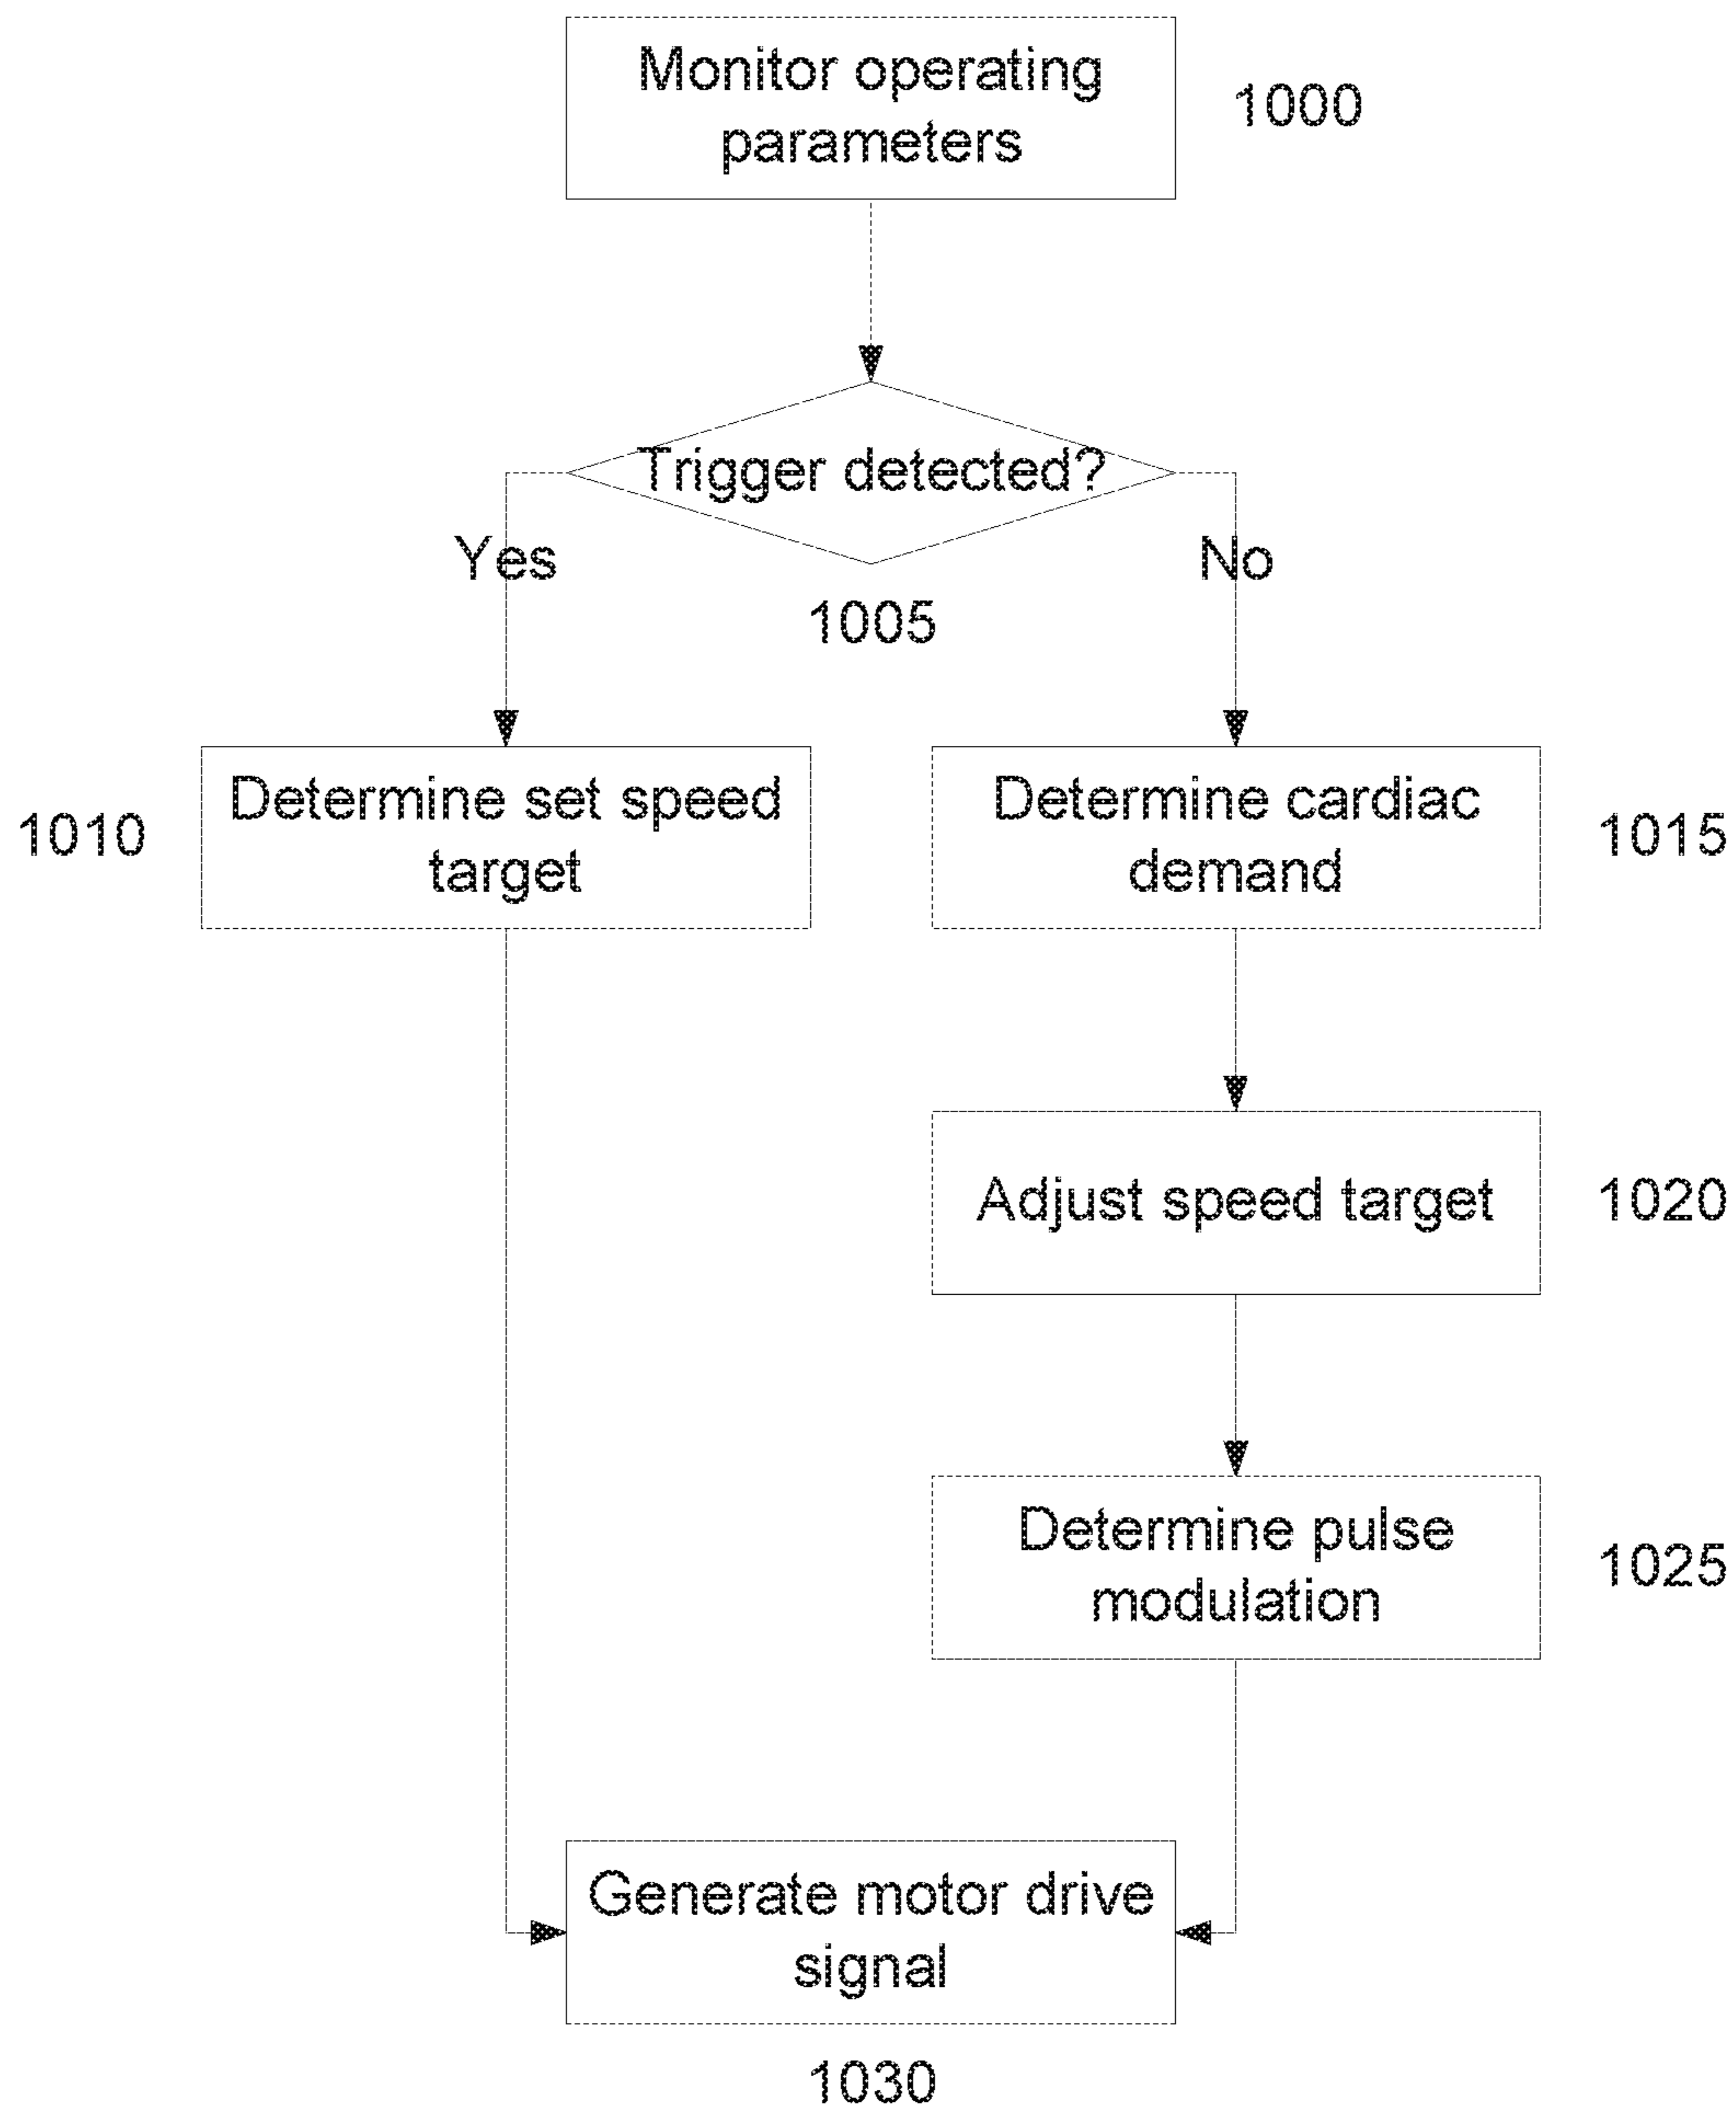 Monitor operating
parameters
1000
Trigger detected?
Yes
No
1005
Determine set speed
target
1010
Determine cardiac
demand
1015
Adjust speed target
1020
Determine pulse
modulation
1025
Generate motor drive
signal
1030